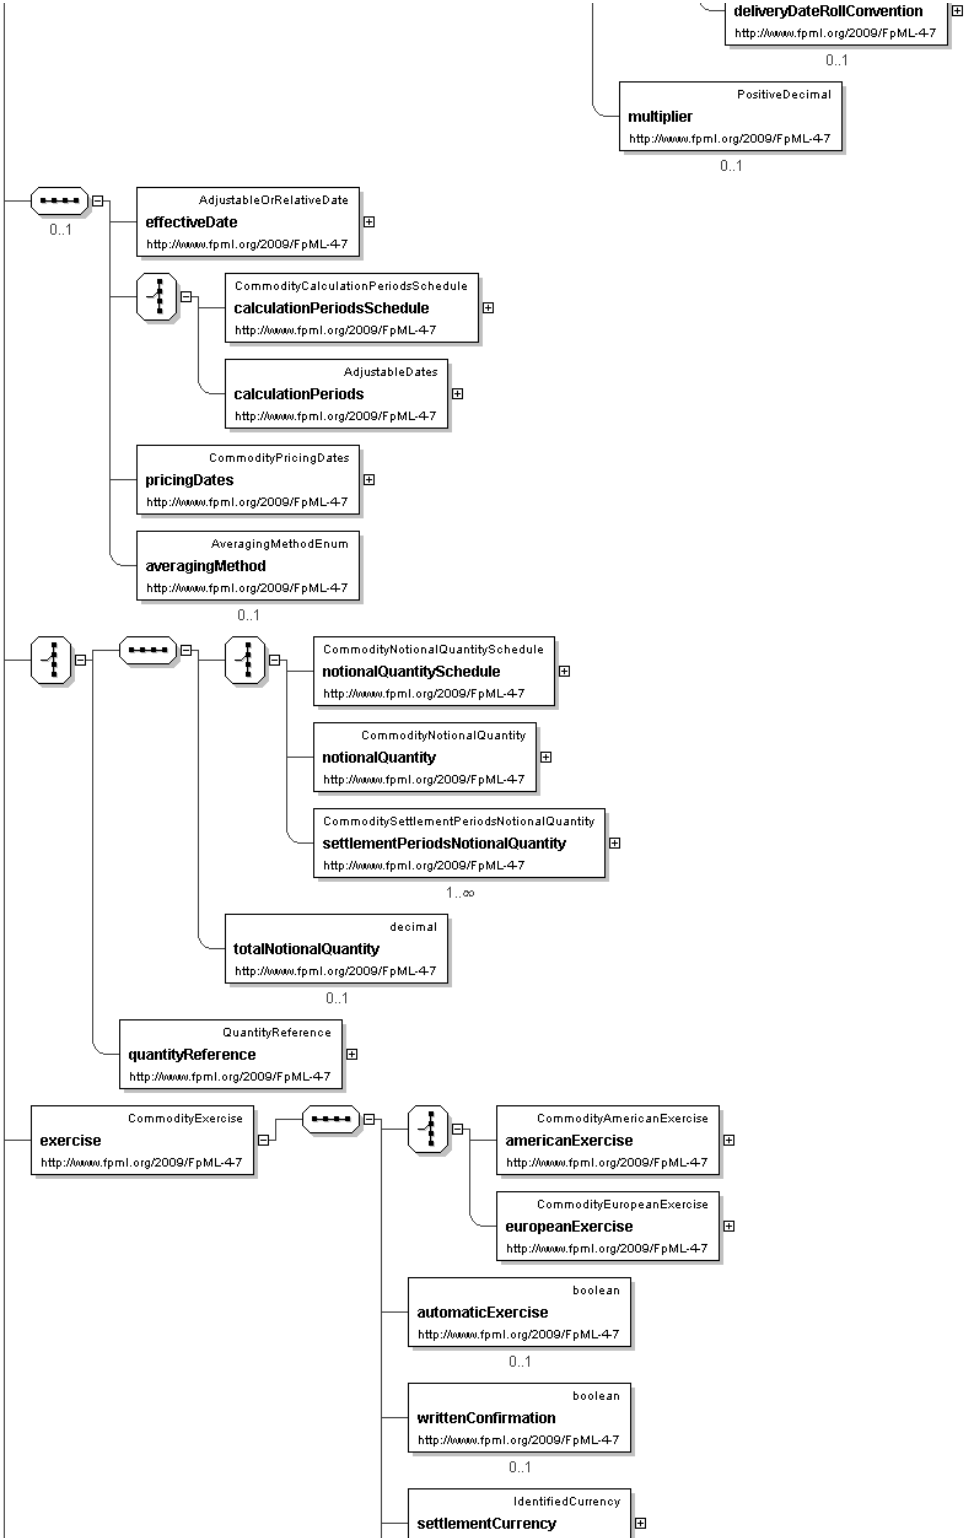 deliveryDateRollConvention
http://www.fpml.org/2009/FpML-4-7
0..1
PositiveDecimal
multiplier
http://www.fpml.org/2009/FpML-4-7
0..1
0..1
AdjustableOrRelativeDate
effectiveDate
http://www.fpml.org/2009/FpML-4-7
CommodityCalculationPeriodsSchedule
calculationPeriodsSchedule
http://www.fpml.org/2009/FpML-4-7
AdjustableDates
calculationPeriods
http://www.fpml.org/2009/FpML-4-7
CommodityPricingDates
pricingDates
http://www.fpml.org/2009/FpML-4-7
AveragingMethodEnum
averagingMethod
http://www.fpml.org/2009/FpML-4-7
0..1
CommodityNotionalQuantitySchedule
notionalQuantitySchedule
http://www.fpml.org/2009/FpML-4-7
CommodityNotionalQuantity
notionalQuantity
http://www.fpml.org/2009/FpML-4-7
CommoditySettlementPeriodsNotionalQuantity
settlementPeriodsNotionalQuantity
http://www.fpml.org/2009/FpML-4-7
1..∞
decimal
totalNotionalQuantity
http://www.fpml.org/2009/FpML-4-7
0..1
QuantityReference
quantityReference
http://www.fpml.org/2009/FpML-4-7
CommodityExercise
exercise
http://www.fpml.org/2009/FpML-4-7
CommodityAmericanExercise
americanExercise
http://www.fpml.org/2009/FpML-4-7
CommodityEuropeanExercise
europeanExercise
http://www.fpml.org/2009/FpML-4-7
boolean
automaticExercise
http://www.fpml.org/2009/FpML-4-7
0..1
boolean
writtenConfirmation
http://www.fpml.org/2009/FpML-4-7
0..1
IdentifiedCurrency
settlementCurrency